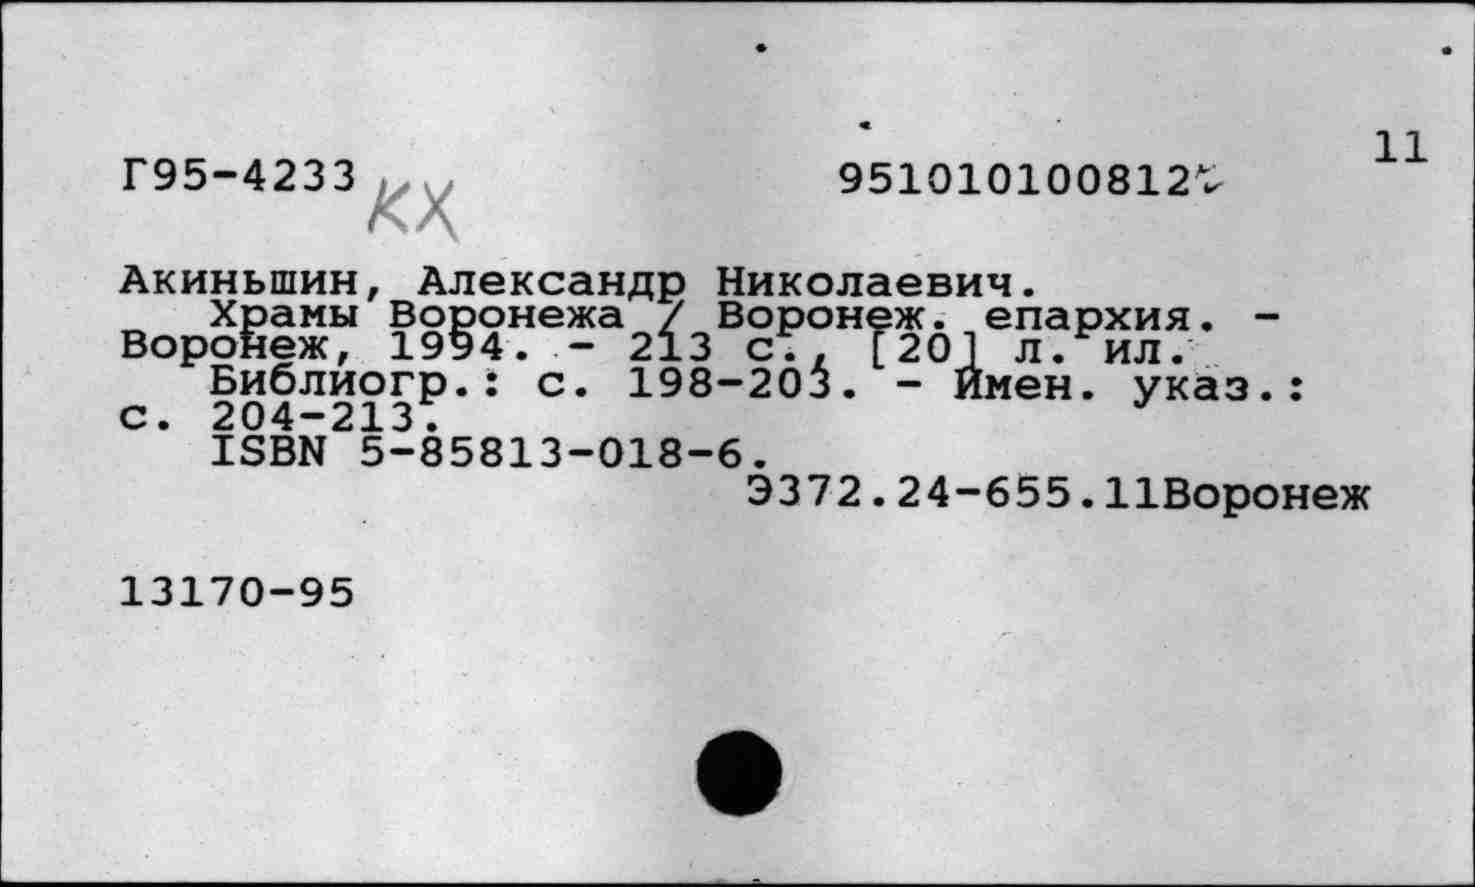 11
Г95-4233 КХ 951010100812
Акиньшин, Александр Николаевич.
Храмы Воронежа / Воронеж. епархия. -
Воронеж, 1994. - 213 с., [20] л. ил.
Библиогр.: с. 198-203. - Имен. указ.:
с. 204-213.
ISBN 5-85813-018-6.
Э372.24-655.11Воронеж
13170-95